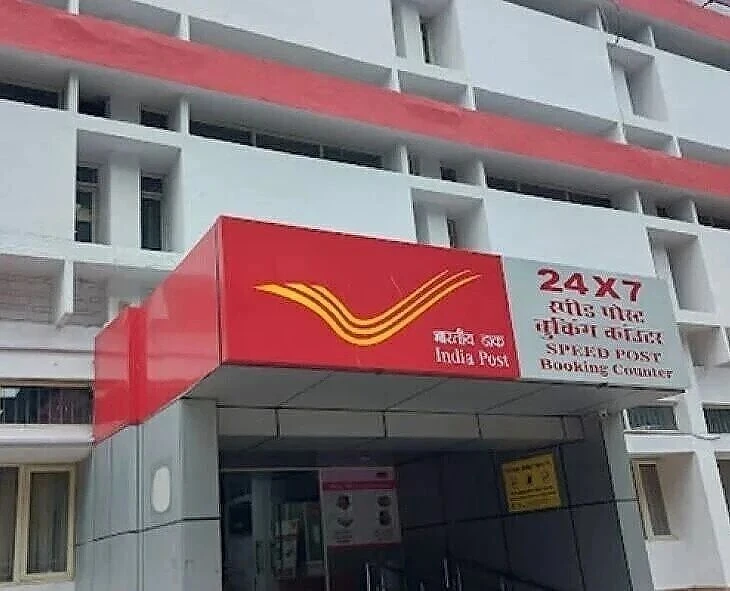 भारतीय डाक
India Post
24X7
स्पीड पोस्ट
बुकिंग काउंटर
SPEED POST
Booking Counter